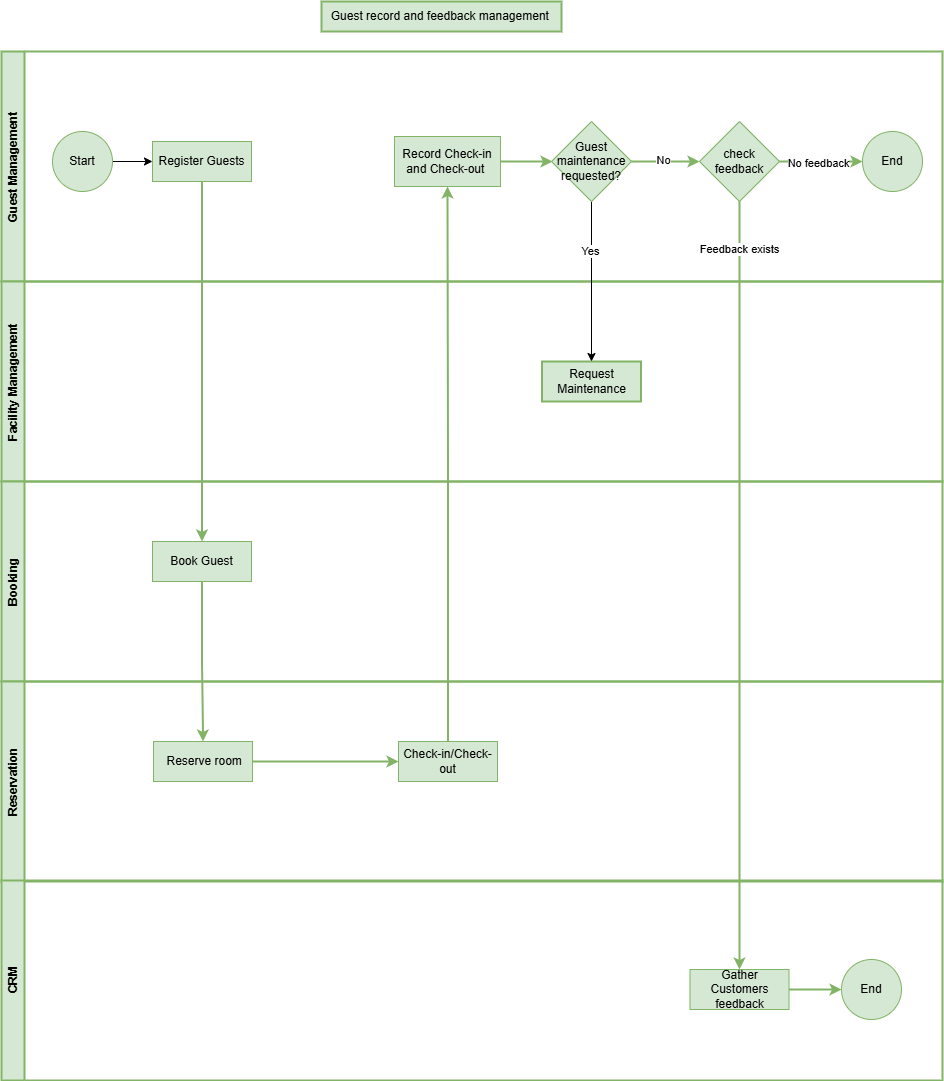 Guest record and feedback management
Guest Management
Start
Register Guests
Record Check-in
and Check-out
Guest
maintenance
requested?
No
check
feedback
No feedback
End
Yes
Feedback exists
Facility Management
Request
Maintenance
Booking
Book Guest
Reservation
Reserve room
Check-in/Check-
out
CRM
Gather
Customers
feedback
End